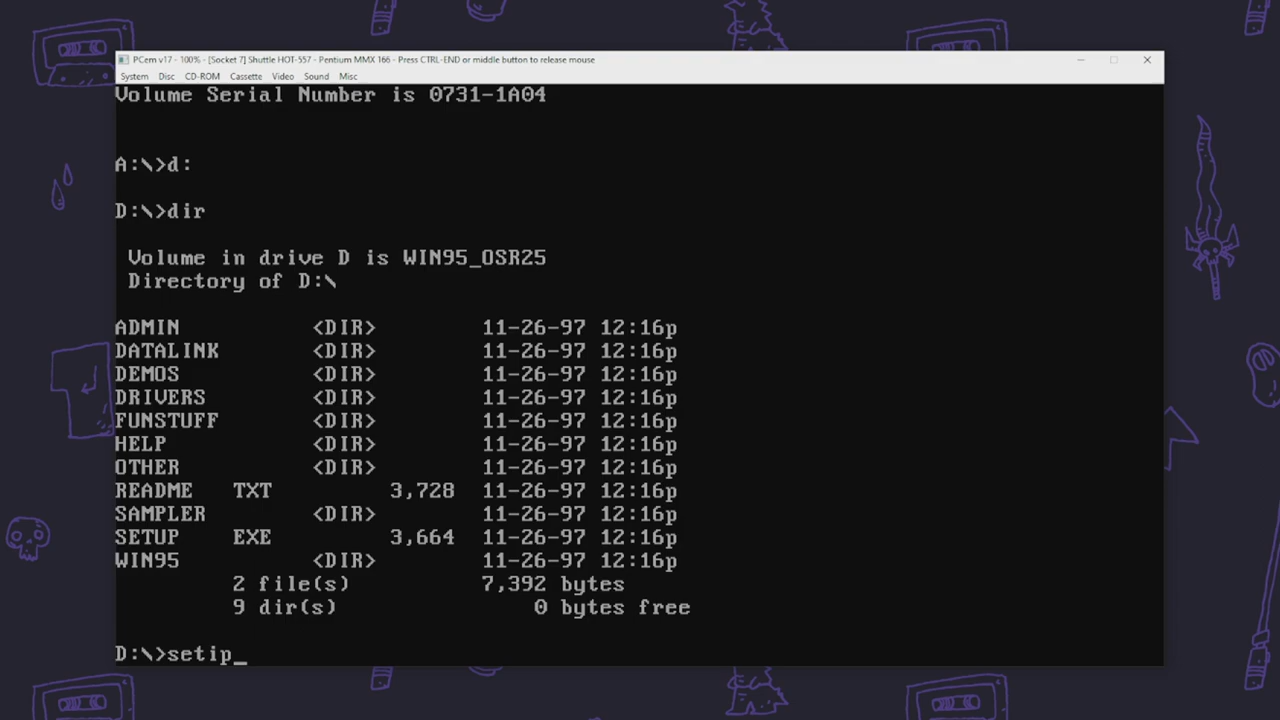 PCem v17 - 100% - [Socket 7] Shuttle HOT-557 - Pentium MMX 166 - Press CTRL-END or middle button to release mouse
System Disc CD-ROM Cassette Video Sound Misc
Volume Serial Number is 0731-1A04
A:\>d:
D:\>dir
Volume in drive D is WIN95_OSR25
Directory of D:\
ADMIN <DIR> 11-26-97 12:16p
DATALINK <DIR> 11-26-97 12:16p
DEMOS <DIR> 11-26-97 12:16p
DRIVERS <DIR> 11-26-97 12:16p
FUNSTUFF <DIR> 11-26-97 12:16p
HELP <DIR> 11-26-97 12:16p
OTHER <DIR> 11-26-97 12:16p
README TXT 3,728 11-26-97 12:16p
SAMPLER <DIR> 11-26-97 12:16p
SETUP EXE 3,664 11-26-97 12:16p
WIN95 <DIR> 11-26-97 12:16p
2 file(s) 7,392 bytes
9 dir(s) 0 bytes free
D:\>setip_